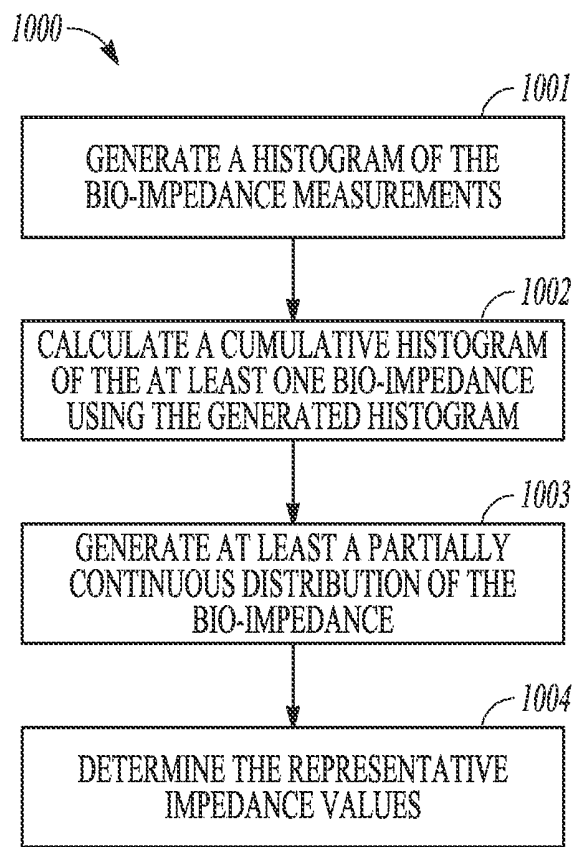 1000
1001
GENERATE A HISTOGRAM OF THE
BIO-IMPEDANCE MEASUREMENTS
1002
CALCULATE A CUMULATIVE HISTOGRAM
OF THE AT LEAST ONE BIO-IMPEDANCE
USING THE GENERATED HISTOGRAM
1003
GENERATE AT LEAST A PARTIALLY
CONTINUOUS DISTRIBUTION OF THE
BIO-IMPEDANCE
1004
DETERMINE THE REPRESENTATIVE
IMPEDANCE VALUES